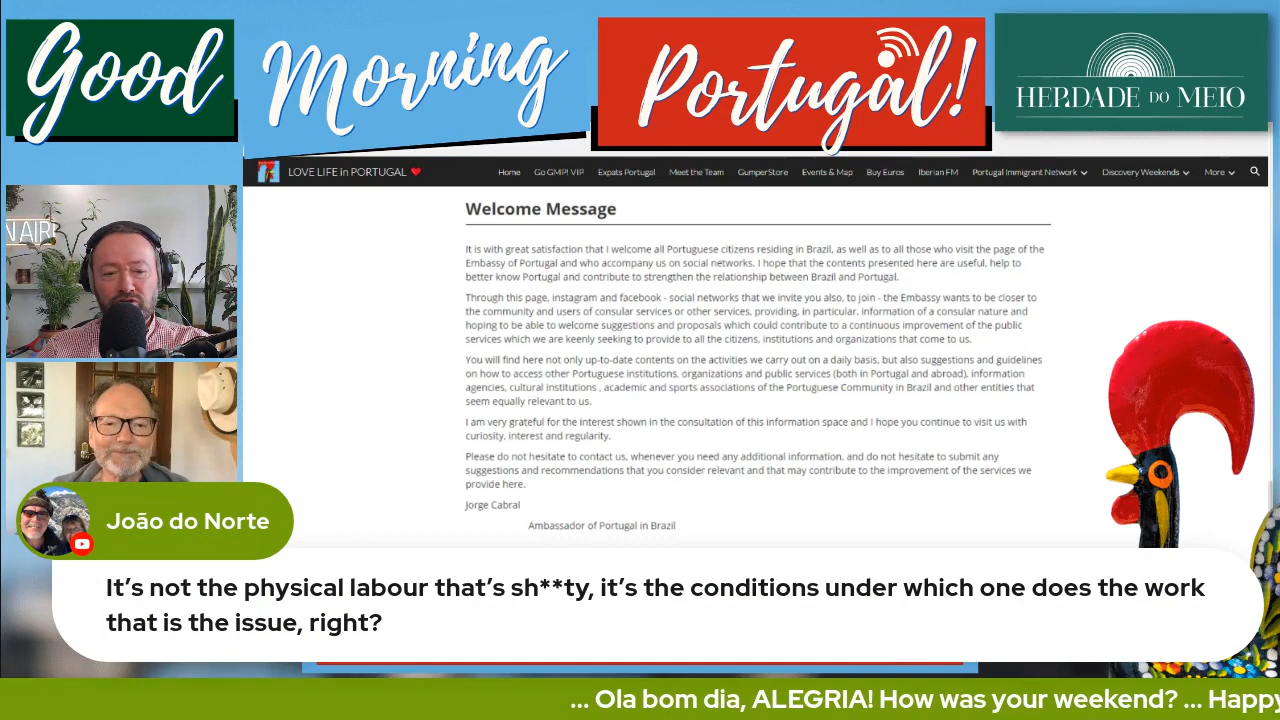 Good
Morning
Portugal!
HERDADE DO MEIO
LOVE LIFE in PORTUGAL
Home Go GMP! VIP Expats Portugal Meet the Team GumperStore Events & Map Buy Euros Iberian FM Portugal Immigrant Network Discovery Weekends More
N AIR
Welcome Message
It is with great satisfaction that I welcome all Portuguese citizens residing in Brazil, as well as to all those who visit the page of the
Embassy of Portugal and who accompany us on social networks. I hope that the contents presented here are useful, help to
better know Portugal and contribute to strengthen the relationship between Brazil and Portugal.
Through this page, instagram and facebook - social networks that we invite you also, to join - the Embassy wants to be closer to
the community and users of consular services or other services, providing, in particular, information of a consular nature and
hoping to be able to welcome suggestions and proposals which could contribute to a continuous improvement of the public
services which we are keenly seeking to provide to all the citizens, institutions and organizations that come to us.
You will find here not only up-to-date contents on the activities we carry out on a daily basis, but also suggestions and guidelines
on how to access other Portuguese institutions, organizations and public services (both in Portugal and abroad), information
agencies, cultural institutions , academic and sports associations of the Portuguese Community in Brazil and other entities that
seem equally relevant to us.
I am very grateful for the interest shown in the consultation of this information space and I hope you continue to visit us with
curiosity, interest and regularity.
Please do not hesitate to contact us, whenever you need any additional information, and do not hesitate to submit any
suggestions and recommendations that you consider relevant and that may contribute to the improvement of the services we
provide here.
Jorge Cabral
Ambassador of Portugal in Brazil
João do Norte
It’s not the physical labour that’s sh**ty, it’s the conditions under which one does the work
that is the issue, right?
... Ola bom dia, ALEGRIA! How was your weekend? ... Happy